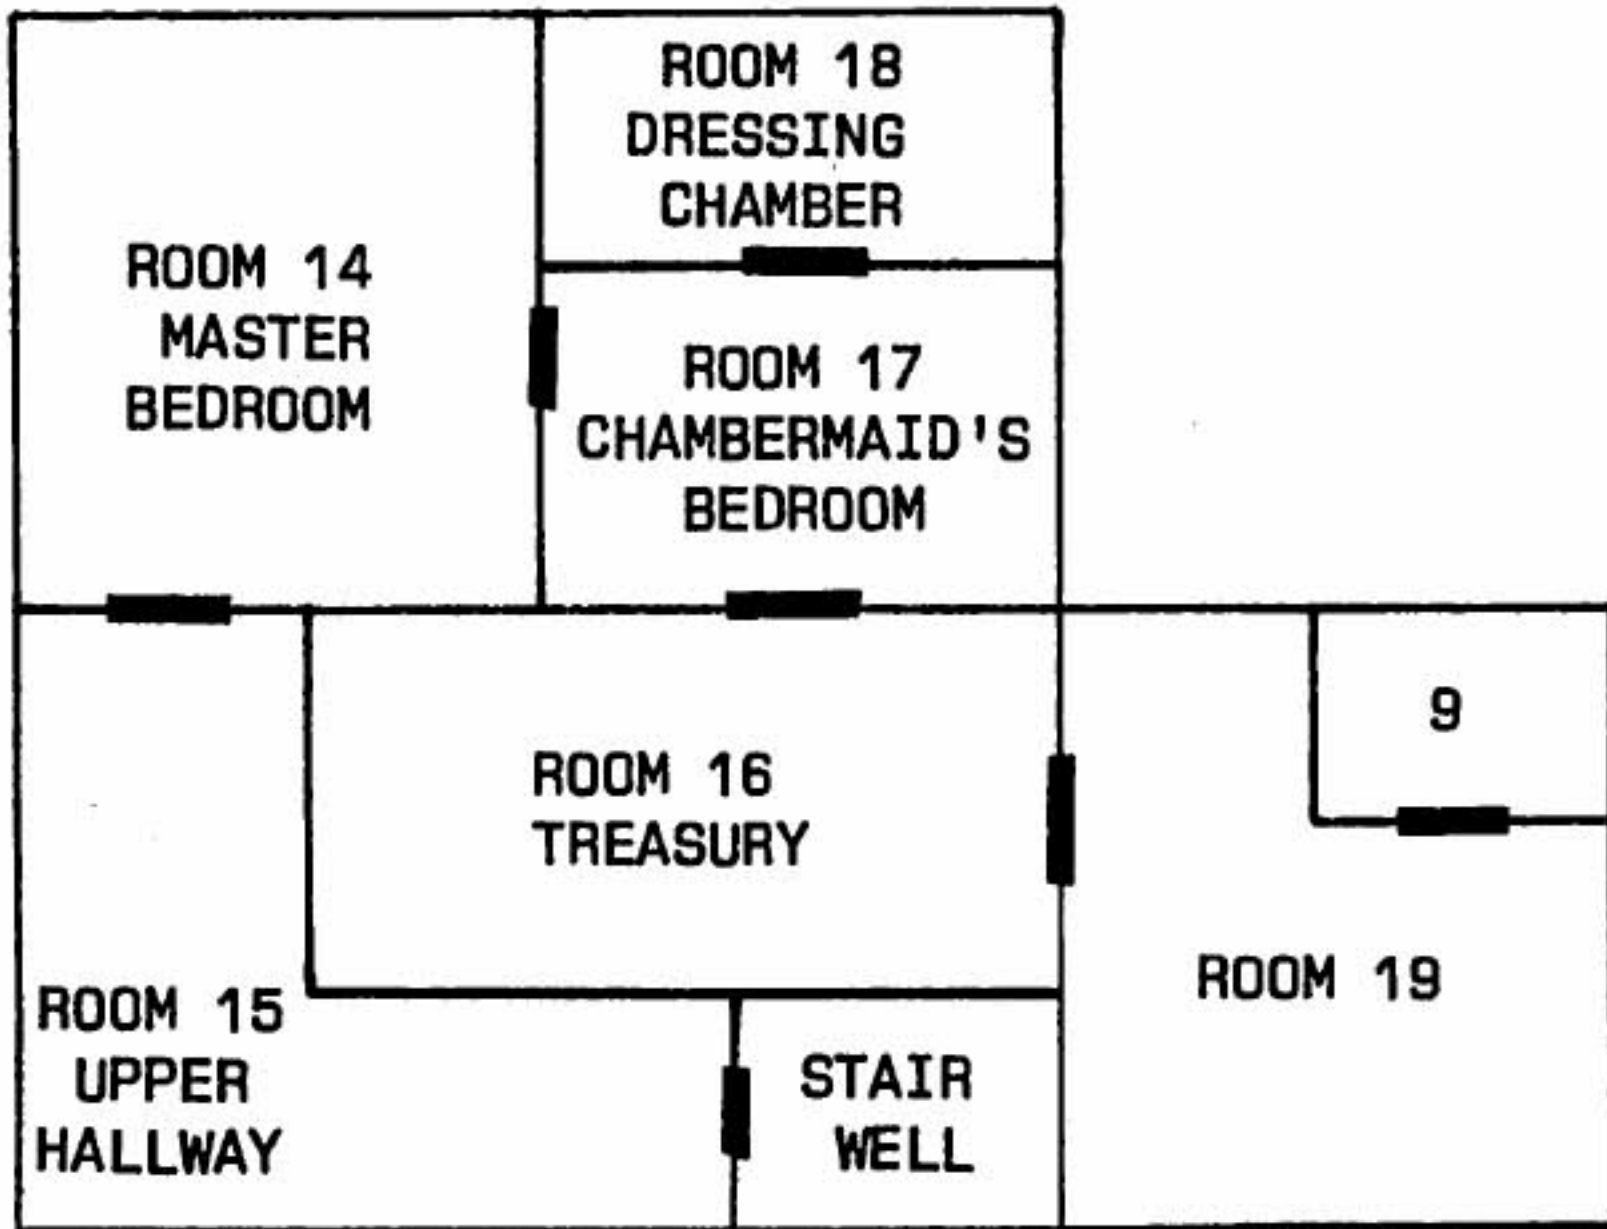 ROOM 18
DRESSING
CHAMBER
ROOM 14
MASTER
BEDROOM
ROOM 17
CHAMBERMAID'S
BEDROOM
9
ROOM 16
TREASURY
ROOM 19
ROOM 15
UPPER
HALLWAY
STAIR
WELL